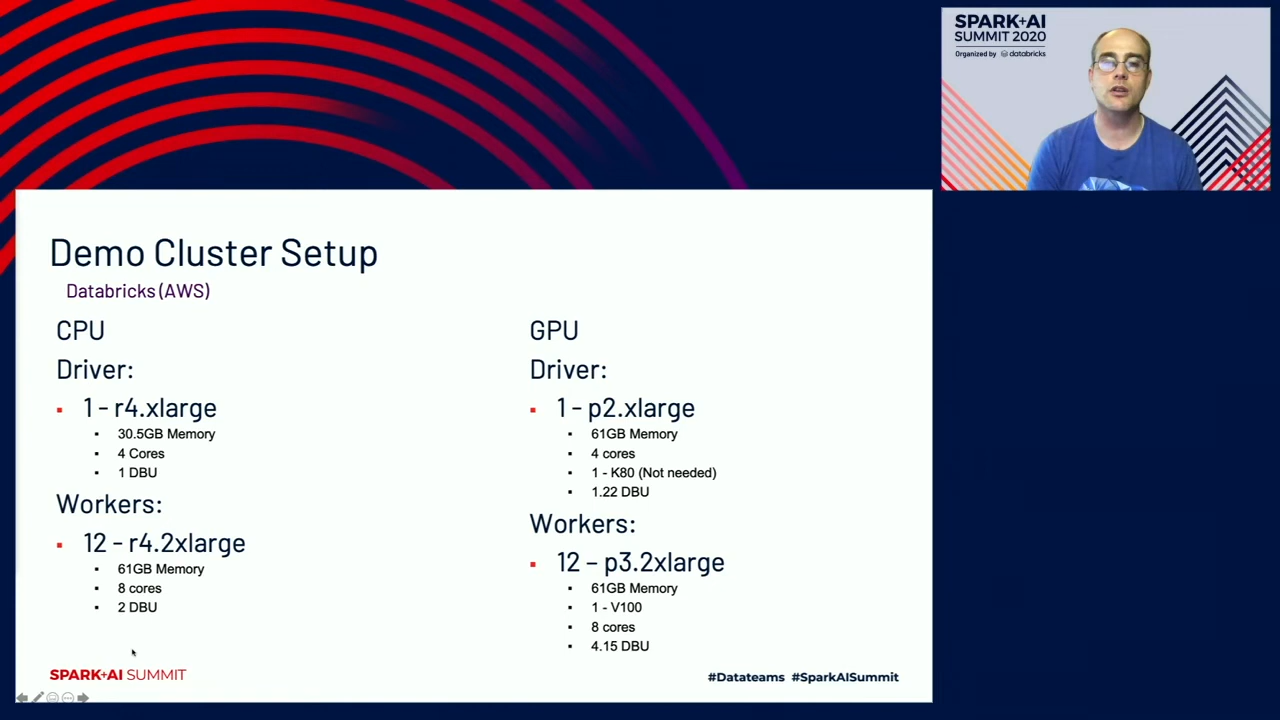 SPARK+AI
SUMMIT 2020
Organized by databricks
Demo Cluster Setup
Databricks (AWS)
CPU
Driver:
▪ 1 - r4.xlarge
▪ 30.5GB Memory
▪ 4 Cores
▪ 1 DBU
Workers:
▪ 12 - r4.2xlarge
▪ 61GB Memory
▪ 8 cores
▪ 2 DBU
GPU
Driver:
▪ 1 - p2.xlarge
▪ 61GB Memory
▪ 4 cores
▪ 1 - K80 (Not needed)
▪ 1.22 DBU
Workers:
▪ 12 – p3.2xlarge
▪ 61GB Memory
▪ 1 - V100
▪ 8 cores
▪ 4.15 DBU
SPARK+AI SUMMIT
#Datateams #SparkAISummit